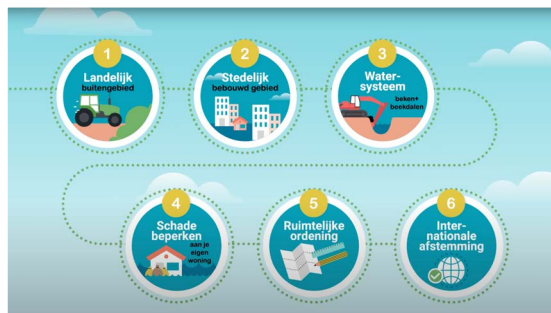 1
Landelijk
buitengebied
2
Stedelijk
bebouwd gebied
3
Water-
systeem
beken+
beekdalen
4
Schade
beperken
aan je
eigen
woning
5
Ruimtelijke
ordening
6
Inter-
nationale
afstemming